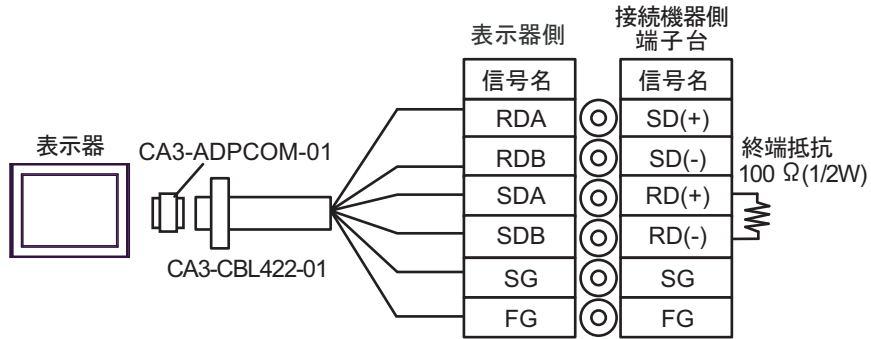 表示器
CA3-ADPCOM-01
CA3-CBL422-01
表示器側
信号名
RDA
RDB
SDA
SDB
SG
FG
接続機器側
端子台
信号名
SD(+)
SD(-)
RD(+)
RD(-)
SG
FG
終端抵抗
100 Ω(1/2W)